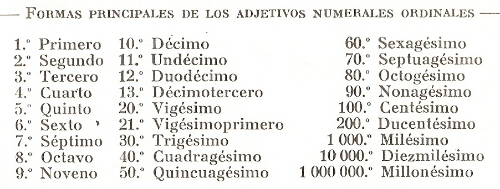 — FORMAS PRINCIPALES DE LOS ADJETIVOS NUMERALES ORDINALES —
1.º Primero 10.º Décimo 60.º Sexagésimo
2.º Segundo 11.º Undécimo 70.º Septuagésimo
3.º Tercero 12.º Duodécimo 80.º Octogésimo
4.º Cuarto 13.º Décimotercero 90.º Nonagésimo
5.º Quinto 20.º Vigésimo 100.º Centésimo
6.º Sexto 21.º Vigésimoprimero 200.º Ducentésimo
7.º Séptimo 30.º Trigésimo 1 000.º Milésimo
8.º Octavo 40.º Cuadragésimo 10 000.º Diezmilésimo
9.º Noveno 50.º Quincuagésimo 1 000 000.º Millonésimo